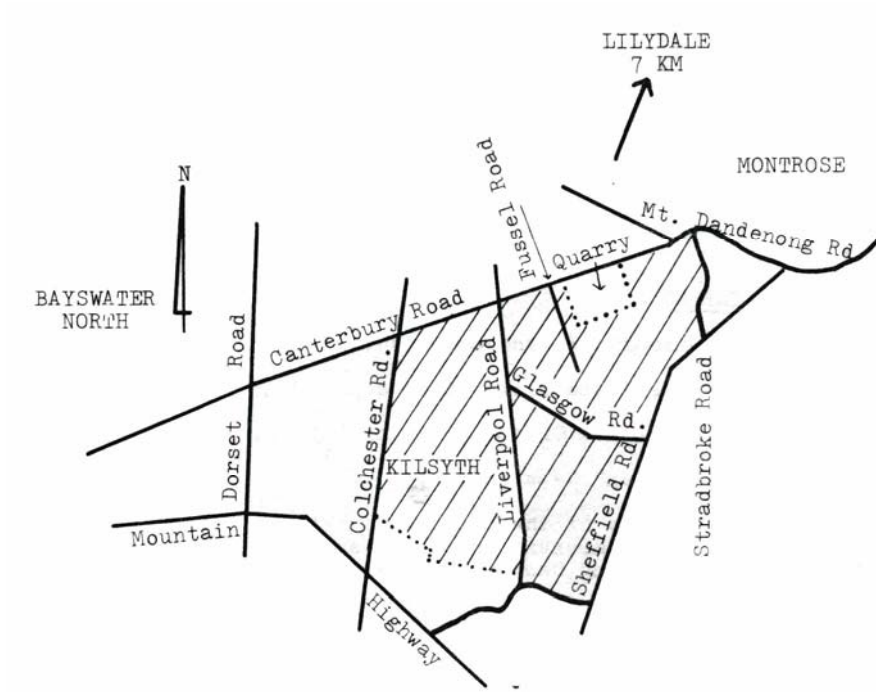 LILYDALE
7 KM
MONTROSE
N
Fussel Road
Mt. Dandenong Rd
Quarry
BAYSWATER
NORTH
Canterbury Road
Dorset Road
Colchester Rd.
Liverpool Road
Glasgow Rd.
KILSYTH
Sheffield Rd.
Stradbroke Road
Mountain
Highway